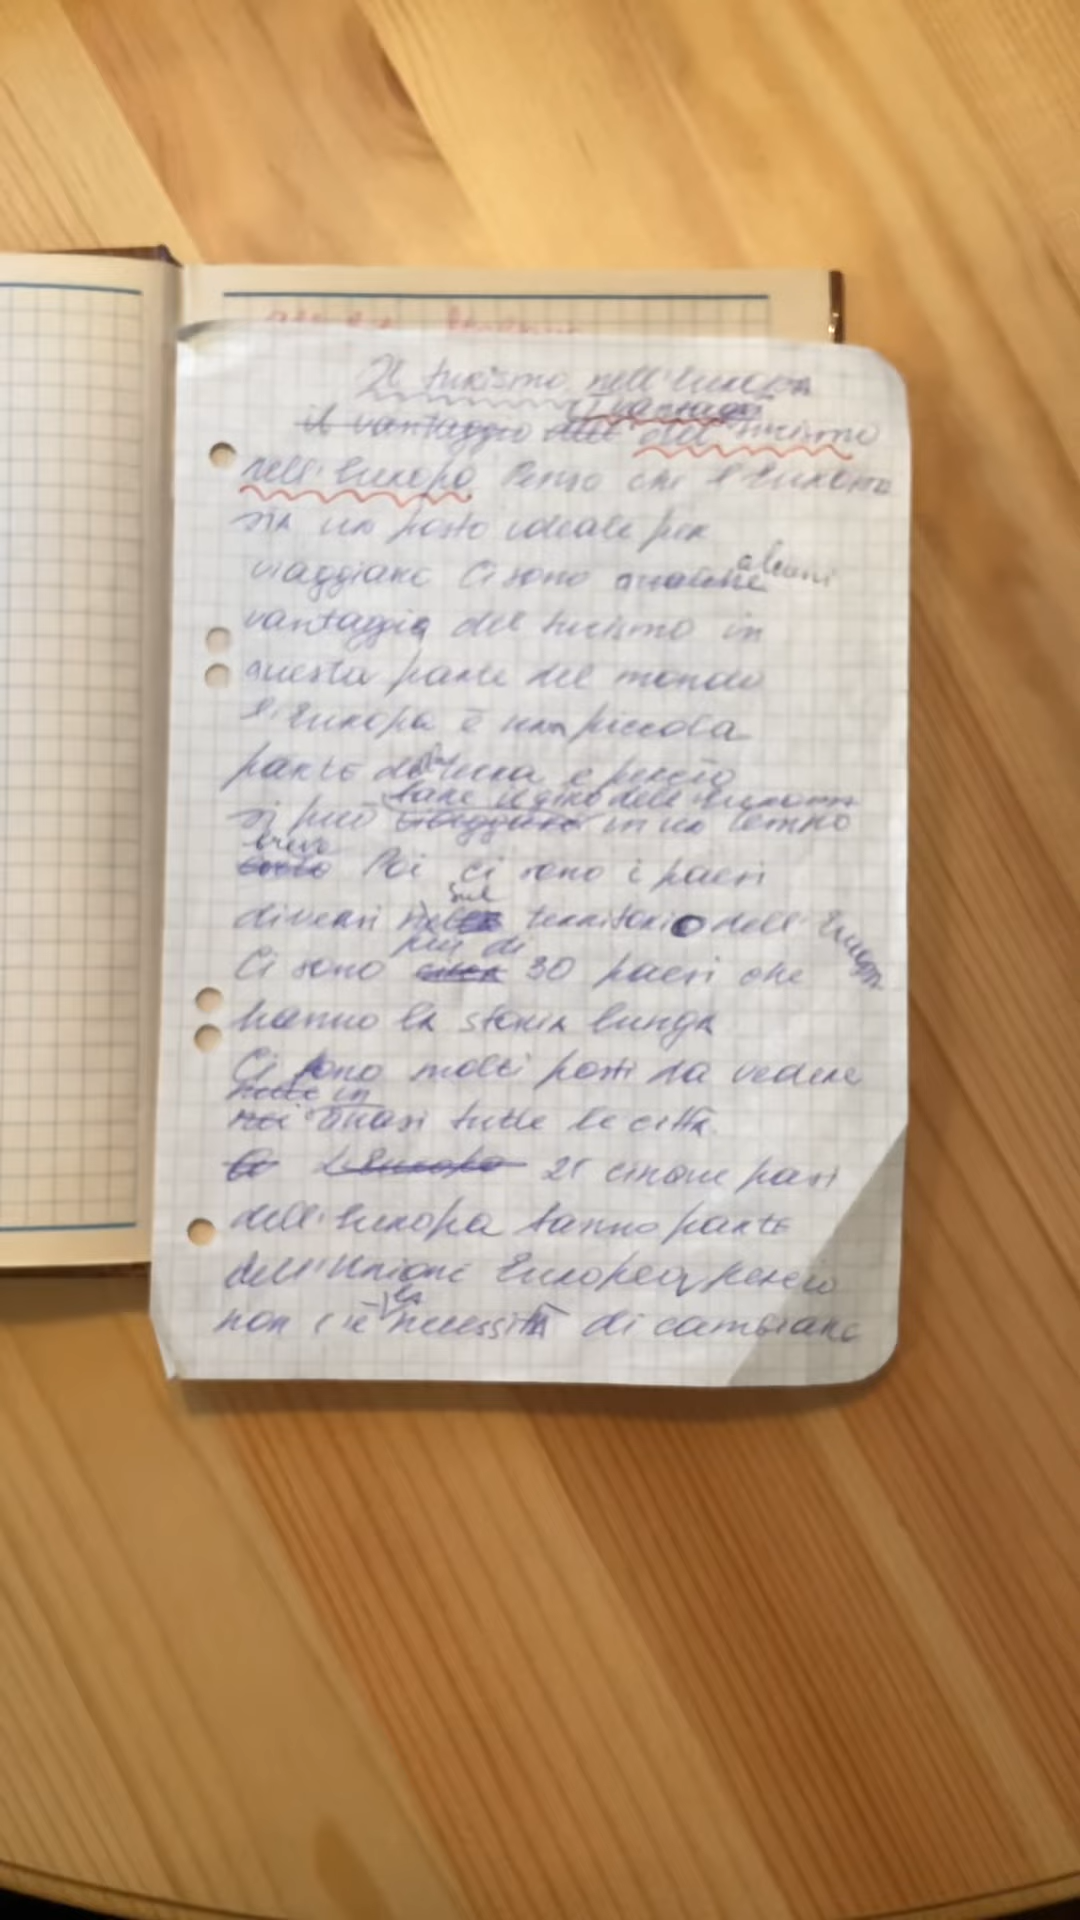 Il turismo nell'Europa
i vantaggi
il vantaggio del del turismo
nell'Europa Penso che l'Europa
sia un posto ideale per
viaggiare Ci sono qualche alcuni
vantaggi del turismo in
questa parte del mondo
l'Europa è una piccola
parte della terra e perciò
fare il giro dell'Europa
si può viaggiare in un tempo
breve
Poi ci sono i paesi
diversi sul territorio dell'Europa
più di
Ci sono circa 30 paesi che
hanno la storia lunga
Ci sono molti posti da vedere
in
quasi tutte le città.
L'Europa cinque pasi
dell'Europa fanno parte
dell'Unione Europea, perciò
la
non c'è necessità di cambiare